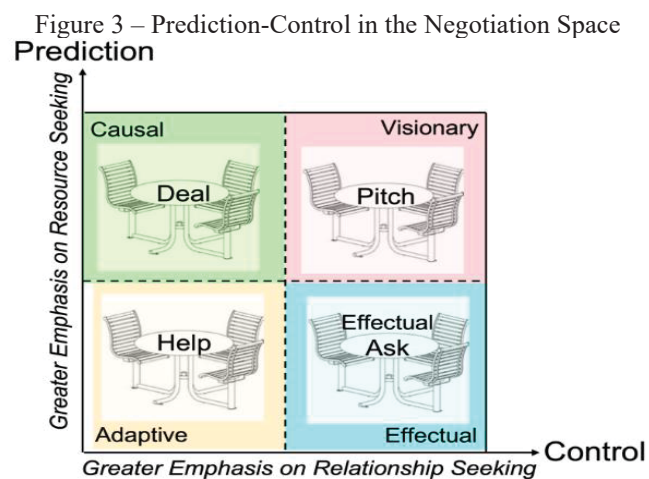 Figure 3 – Prediction-Control in the Negotiation Space
Prediction
Greater Emphasis on Resource Seeking
Causal
Visionary
Deal
Pitch
Help
Effectual
Ask
Adaptive
Effectual
Control
Greater Emphasis on Relationship Seeking